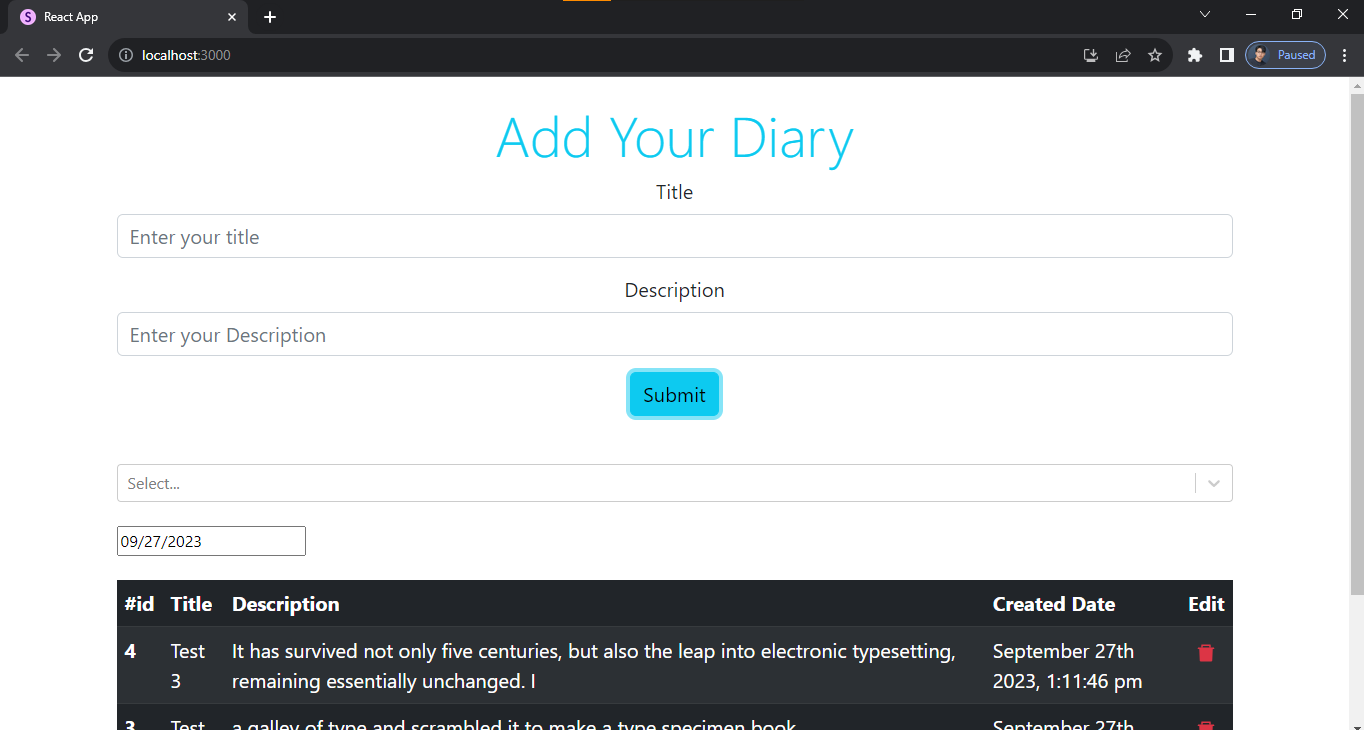 React App
localhost:3000
Paused
Add Your Diary
Title
Enter your title
Description
Enter your Description
Submit
Select...
09/27/2023
#id Title Description Created Date Edit
4 Test It has survived not only five centuries, but also the leap into electronic typesetting, September 27th
3 remaining essentially unchanged. I 2023, 1:11:46 pm
3 Test a galley of type and scrambled it to make a type specimen book. September 27th